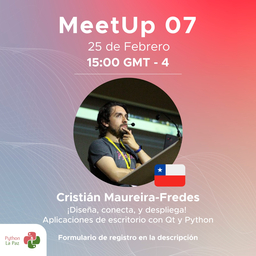 MeetUp 07
25 de Febrero
15:00 GMT - 4
Cristián Maureira-Fredes
¡Diseña, conecta, y despliega!
Aplicaciones de escritorio con Qt y Python
Python
La Paz
Formulario de registro en la descripción